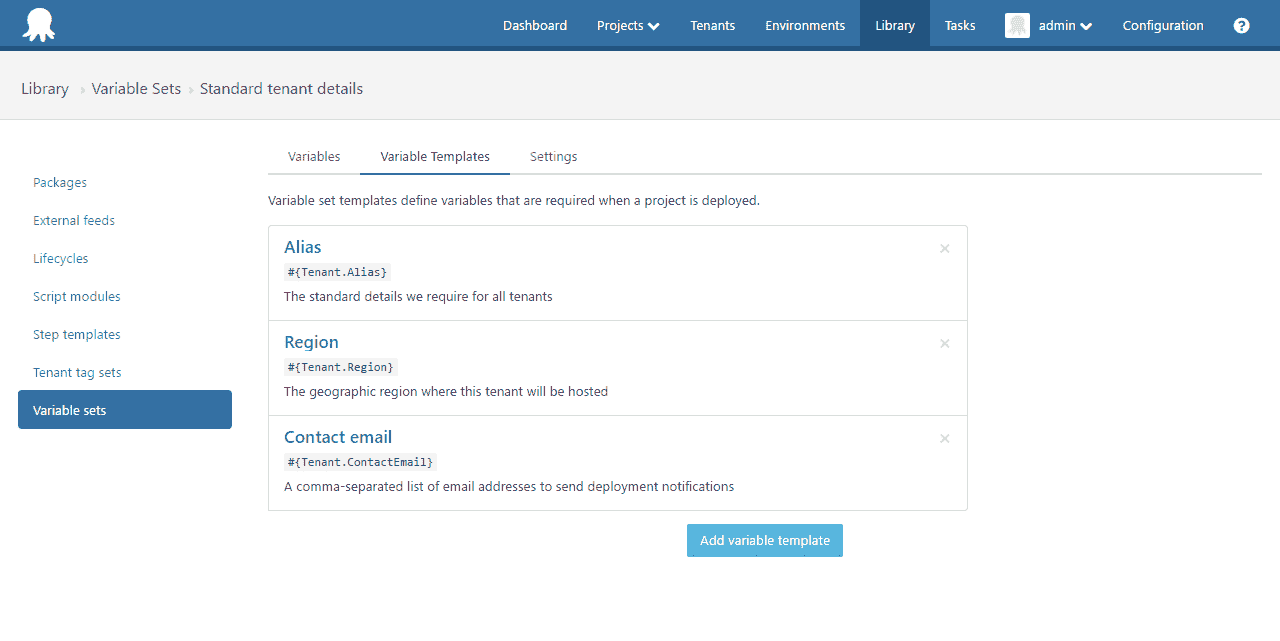 Dashboard Projects Tenants Environments Library Tasks admin Configuration ?
Library › Variable Sets › Standard tenant details
Variables Variable Templates Settings
Packages
External feeds
Lifecycles
Script modules
Step templates
Tenant tag sets
Variable sets
Variable set templates define variables that are required when a project is deployed.
Alias
#{Tenant.Alias}
The standard details we require for all tenants
Region
#{Tenant.Region}
The geographic region where this tenant will be hosted
Contact email
#{Tenant.ContactEmail}
A comma-separated list of email addresses to send deployment notifications
Add variable template